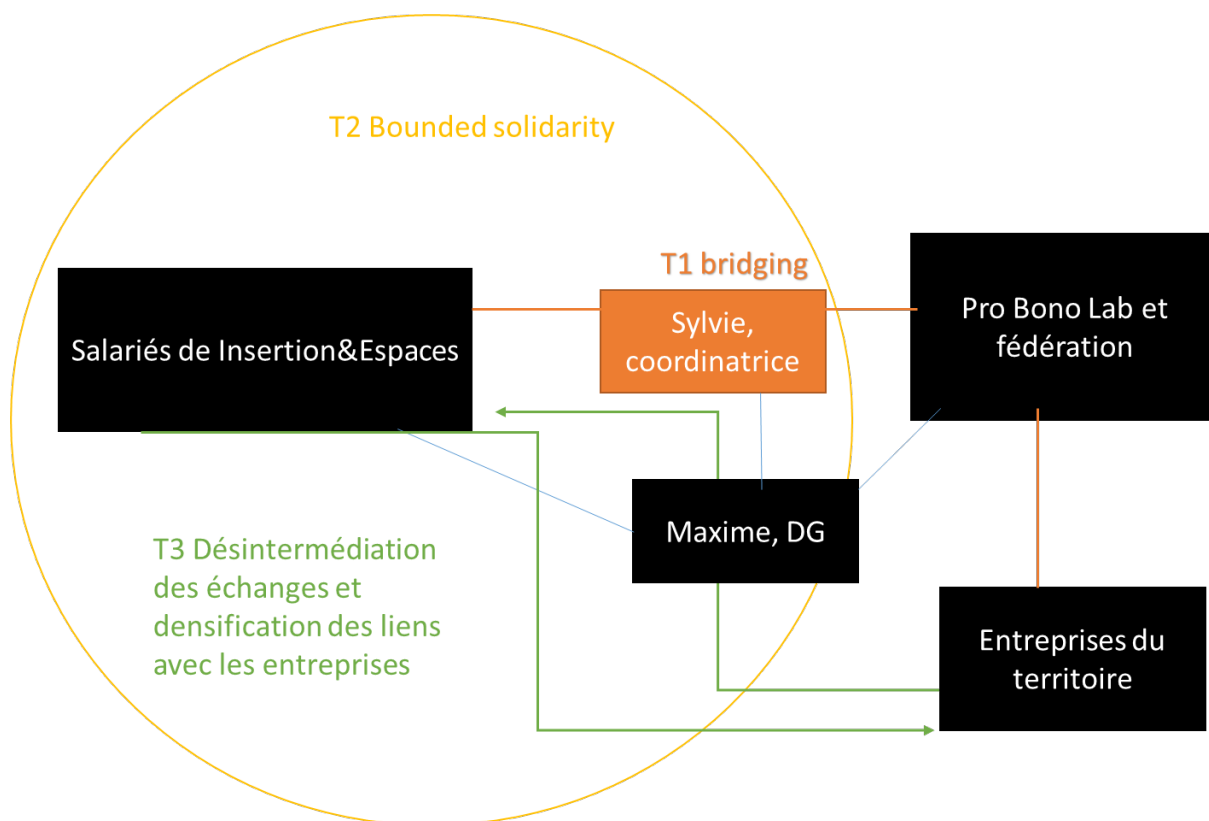 T2 Bounded solidarity
T1 bridging
Salariés de Insertion&Espaces
Sylvie,
coordinatrice
Pro Bono Lab et
fédération
Maxime, DG
T3 Désintermédiation
des échanges et
densification des liens
avec les entreprises
Entreprises du
territoire